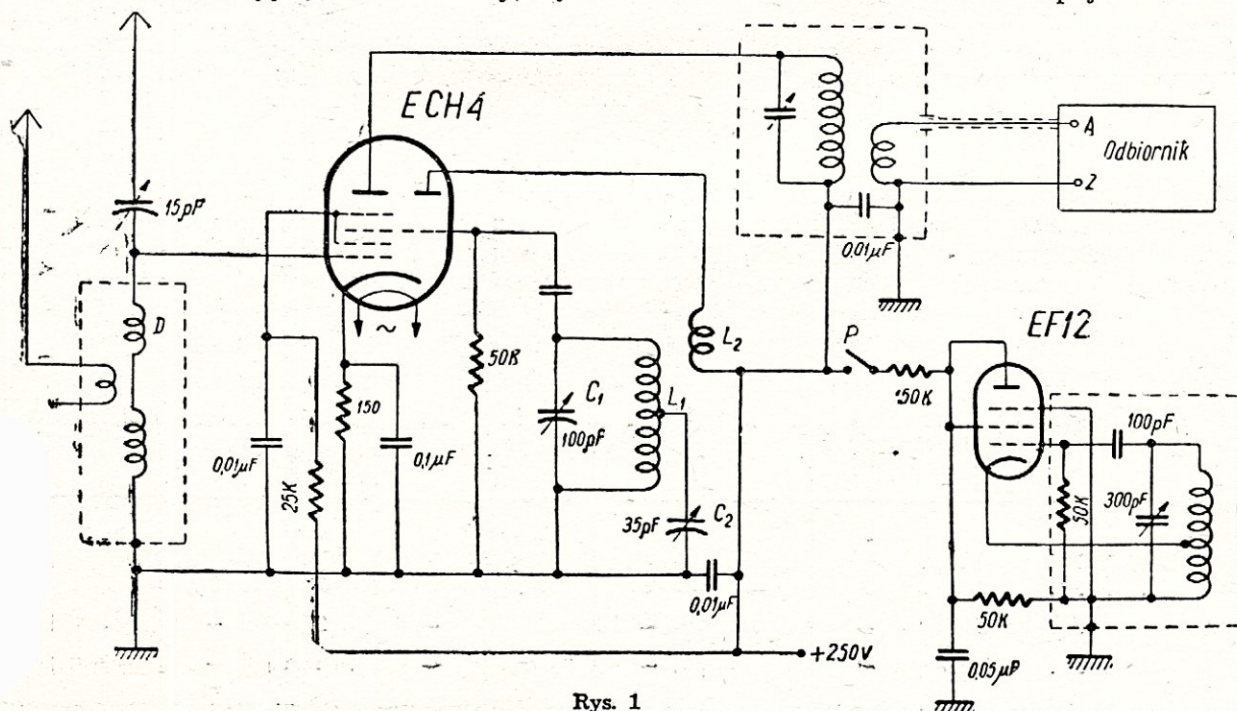 ECH4
15pF
D
0,01µF
25K
150
0,1µF
50K
C1
100pF
L1
35pF
C2
0,01µF
L2
0,01µF
A
Odbiornik
Z
P
50K
EF12
100pF
300pF
50K
50K
0,05µF
+250V
~
Rys. 1